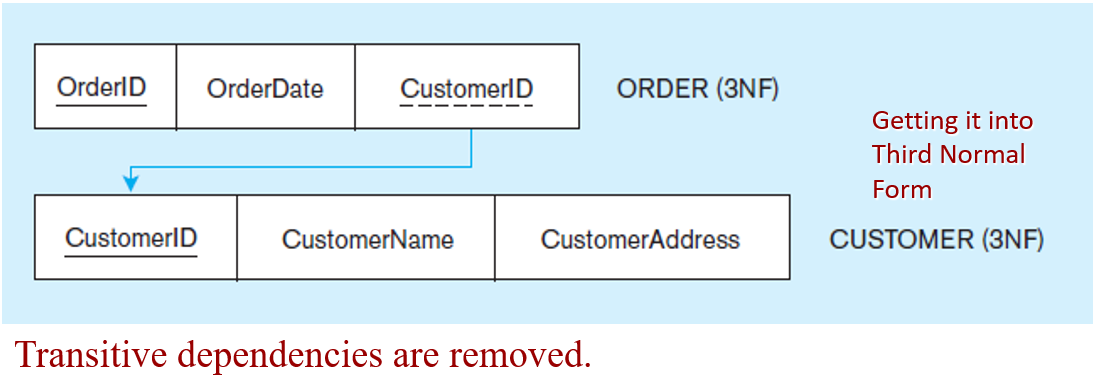 OrderID OrderDate CustomerID ORDER (3NF)
Getting it into
Third Normal
Form
CustomerID CustomerName CustomerAddress CUSTOMER (3NF)
Transitive dependencies are removed.